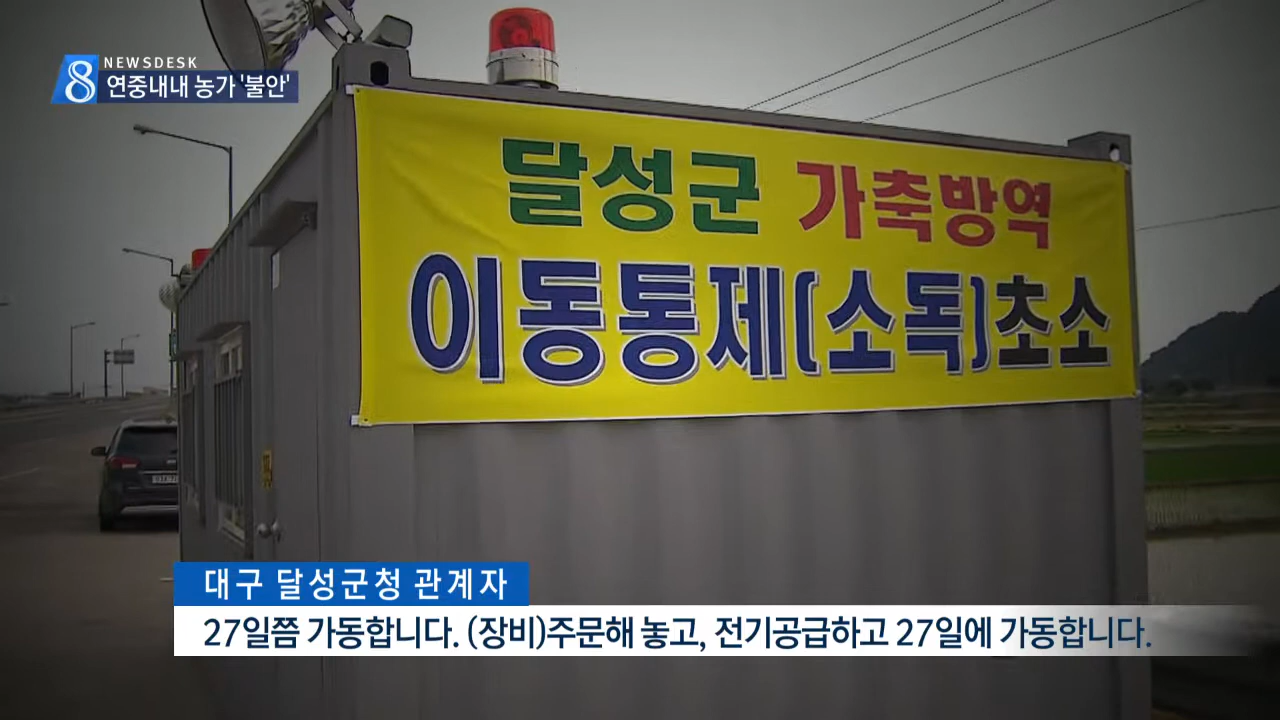 8 NEWSDESK
연중내내 농가 '불안'
달성군 가축방역
이동통제(소독)초소
대구 달성군청 관계자
27일쯤 가동합니다. (장비)주문해 놓고, 전기공급하고 27일에 가동합니다.